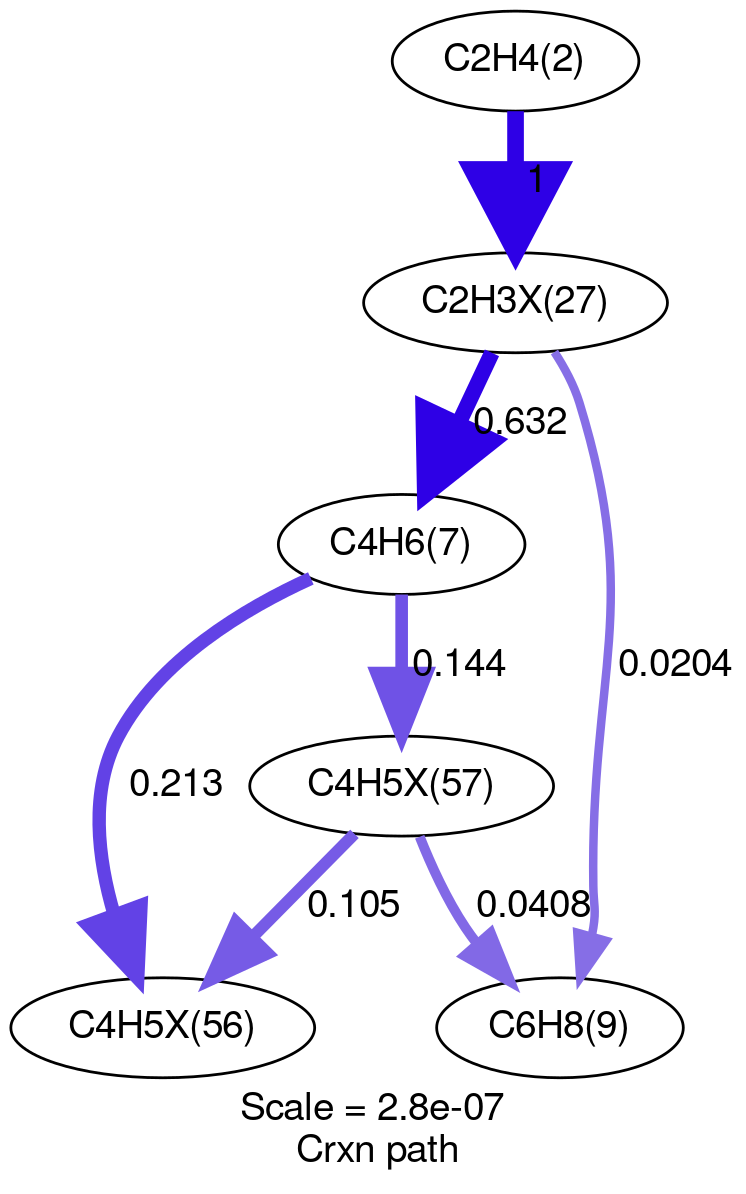 C2H4(2)
1
C2H3X(27)
0.632
C4H6(7)
0.144
0.0204
0.213
C4H5X(57)
0.105
0.0408
C4H5X(56)
C6H8(9)
Scale = 2.8e-07
Crxn path